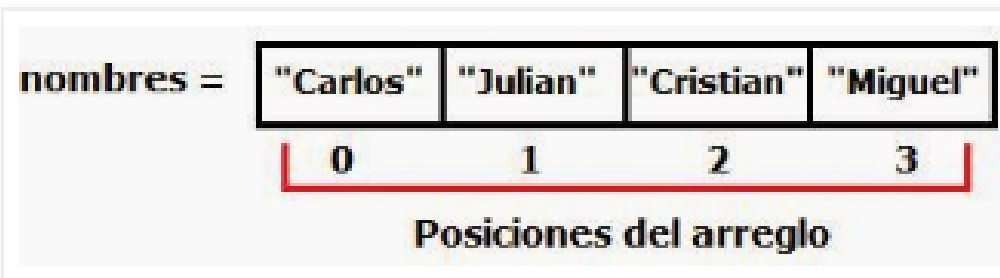 nombres = "Carlos" "Julian" "Cristian" "Miguel"
0 1 2 3
Posiciones del arreglo